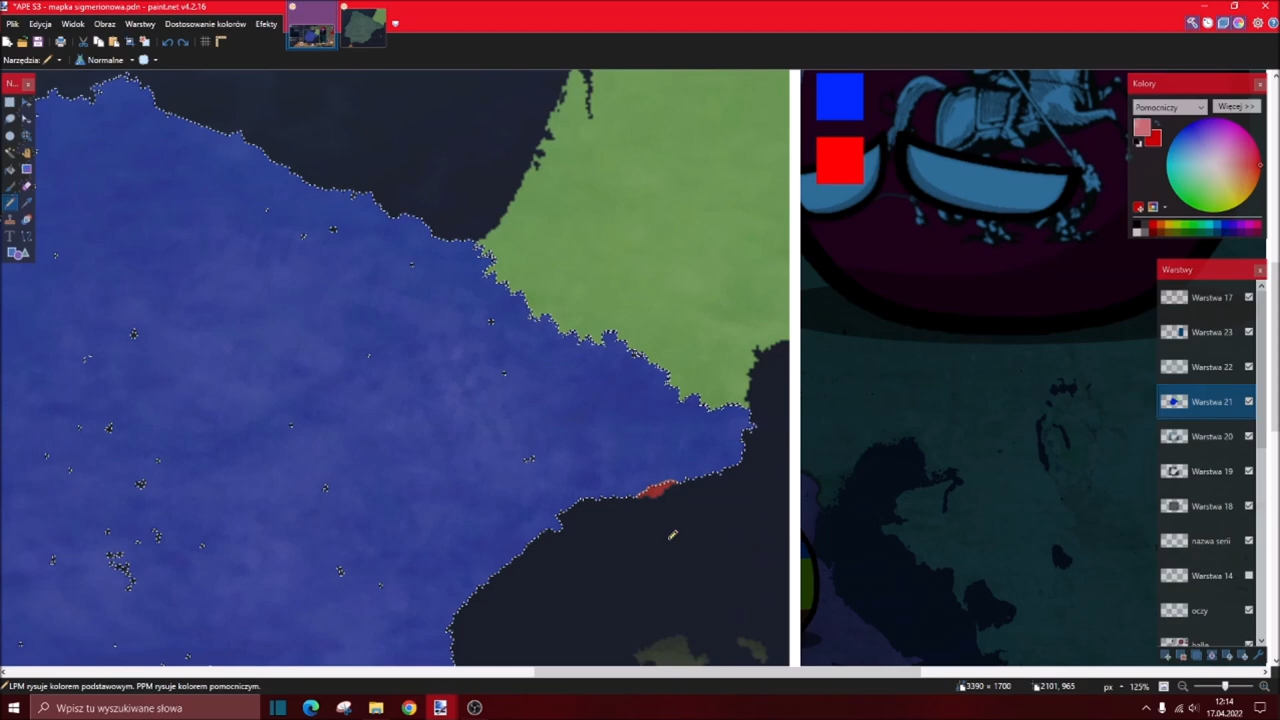 *APE S3 - mapka sigmerionowa.pdn - paint.net v4.2.16
Plik Edycja Widok Obraz Warstwy Dostosowanie kolorów Efekty
Narzędzia: Normalne
N...
Kolory
Pomocniczy Więcej >>
Warstwy
Warstwa 17
Warstwa 23
Warstwa 22
Warstwa 21
Warstwa 20
Warstwa 19
Warstwa 18
nazwa serii
Warstwa 14
oczy
LPM rysuje kolorem podstawowym. PPM rysuje kolorem pomocniczym.
3390 × 1700 2101, 965 px 125%
Wpisz tu wyszukiwane słowa
12:14
17.04.2022